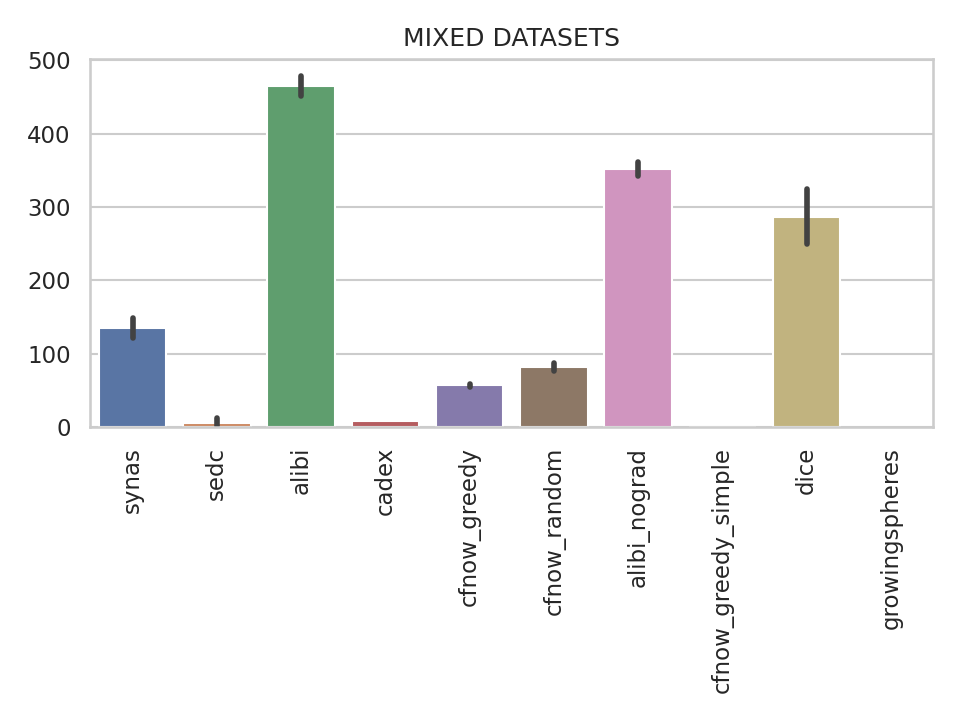 MIXED DATASETS
500
400
300
200
100
0
synas
sedc
alibi
cadex
cfnow_greedy
cfnow_random
alibi_nograd
cfnow_greedy_simple
dice
growingspheres